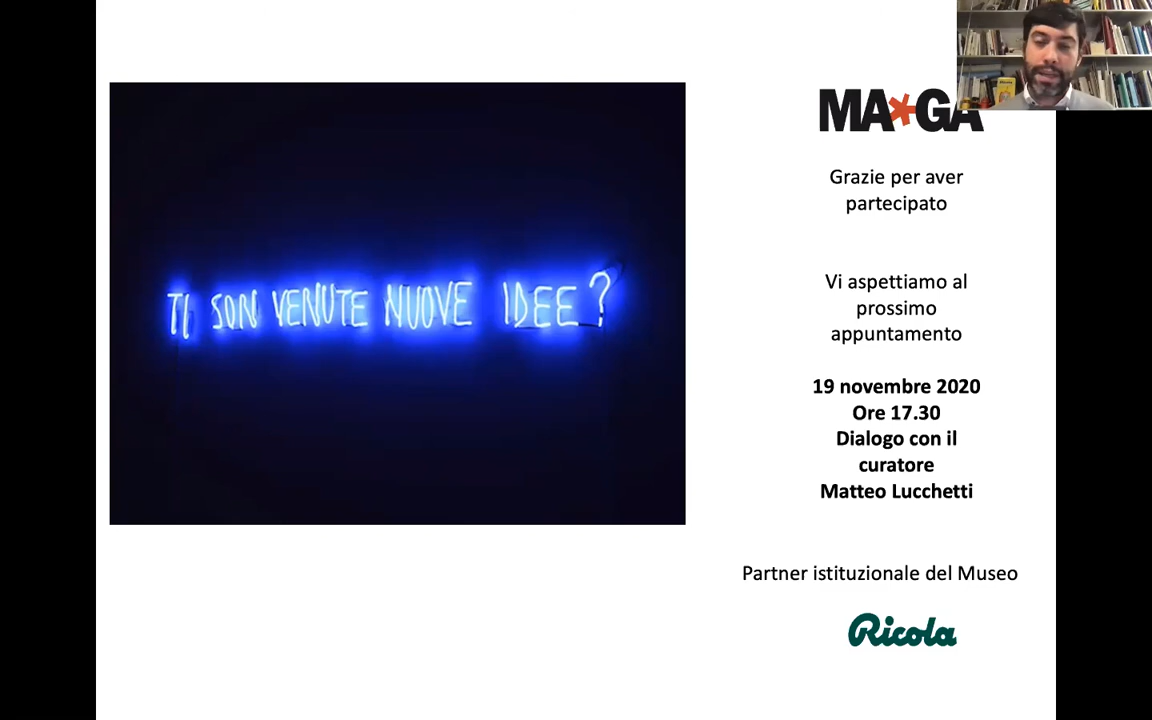 TI SON VENUTE NUOVE IDEE?
MA*GA
Grazie per aver
partecipato
Vi aspettiamo al
prossimo
appuntamento
19 novembre 2020
Ore 17.30
Dialogo con il
curatore
Matteo Lucchetti
Partner istituzionale del Museo
Ricola